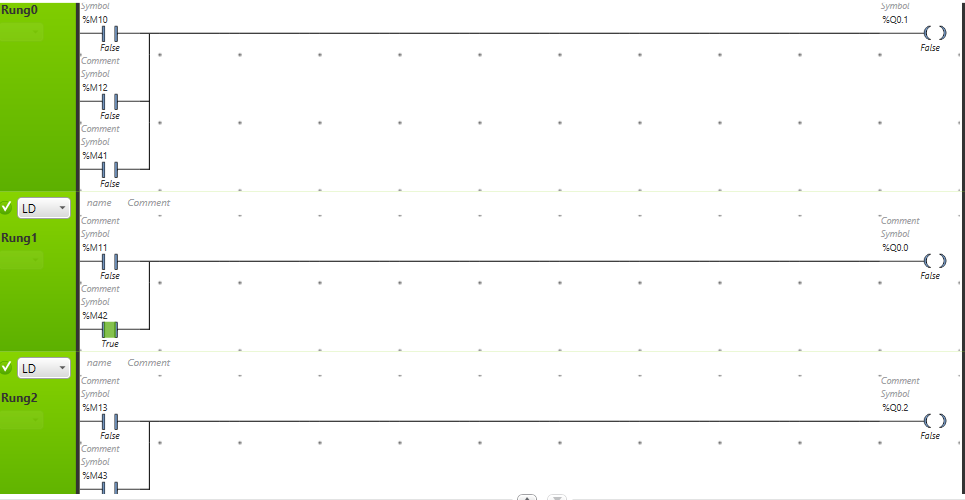 Symbol Symbol
Rung0 %M10 %Q0.1
False False
Comment
Symbol
%M12
False
Comment
Symbol
%M41
False
LD name Comment
Comment Comment
Symbol Symbol
Rung1 %M11 %Q0.0
False False
Comment
Symbol
%M42
True
LD name Comment
Comment Comment
Symbol Symbol
Rung2 %M13 %Q0.2
False False
Comment
Symbol
%M43